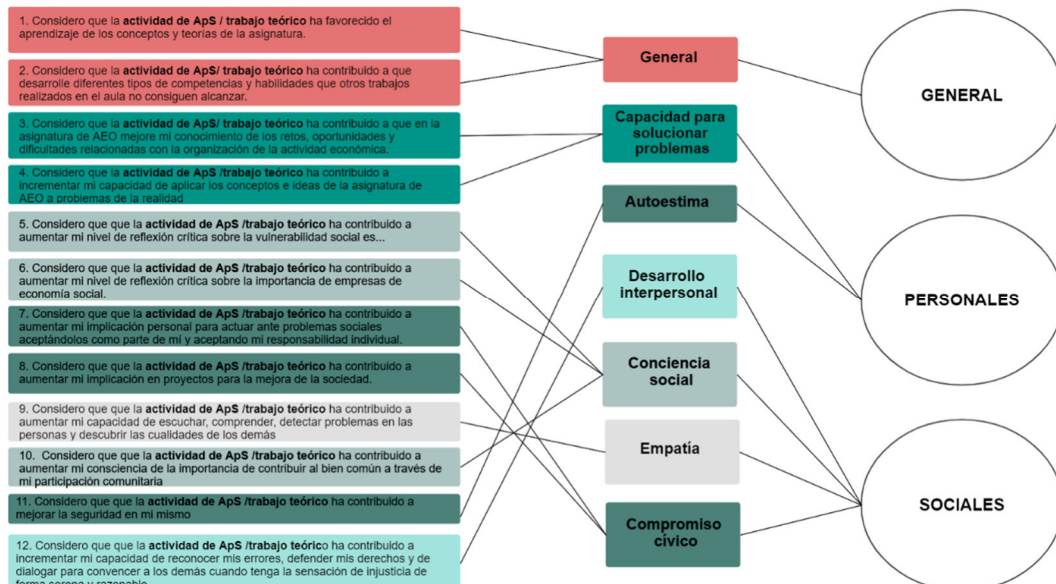 1. Considero que la actividad de ApS / trabajo teórico ha favorecido el
aprendizaje de los conceptos y teorías de la asignatura.
2. Considero que la actividad de ApS/ trabajo teórico ha contribuido a que
desarrolle diferentes tipos de competencias y habilidades que otros trabajos
realizados en el aula no consiguen alcanzar.
3. Considero que la actividad de ApS/ trabajo teórico ha contribuido a que en la
asignatura de AEO mejore mi conocimiento de los retos, oportunidades y
dificultades relacionadas con la organización de la actividad económica.
4. Considero que la actividad de ApS/ trabajo teórico ha contribuido a
incrementar mi capacidad de aplicar los conceptos e ideas de la asignatura de
AEO a problemas de la realidad
5. Considero que que la actividad de ApS /trabajo teórico ha contribuido a
aumentar mi nivel de reflexión crítica sobre la vulnerabilidad social es...
6. Considero que que la actividad de ApS /trabajo teórico ha contribuido a
aumentar mi nivel de reflexión crítica sobre la importancia de empresas de
economía social.
7. Considero que que la actividad de ApS /trabajo teórico ha contribuido a
aumentar mi implicación personal para actuar ante problemas sociales
aceptándolos como parte de mí y aceptando mi responsabilidad individual.
8. Considero que que la actividad de ApS /trabajo teórico ha contribuido a
aumentar mi implicación en proyectos para la mejora de la sociedad.
9. Considero que que la actividad de ApS /trabajo teórico ha contribuido a
aumentar mi capacidad de escuchar, comprender, detectar problemas en las
personas y descubrir las cualidades de los demás
10. Considero que que la actividad de ApS /trabajo teórico ha contribuido a
aumentar mi consciencia de la importancia de contribuir al bien común a través de
mi participación comunitaria
11. Considero que que la actividad de ApS /trabajo teórico ha contribuido a
mejorar la seguridad en mi mismo
12. Considero que que la actividad de ApS /trabajo teórico ha contribuido a
incrementar mi capacidad de reconocer mis errores, defender mis derechos y de
dialogar para convencer a los demás cuando tenga la sensación de injusticia de
forma serena y razonable
General
Capacidad para
solucionar
problemas
Autoestima
Desarrollo
interpersonal
Conciencia
social
Empatía
Compromiso
cívico
GENERAL
PERSONALES
SOCIALES